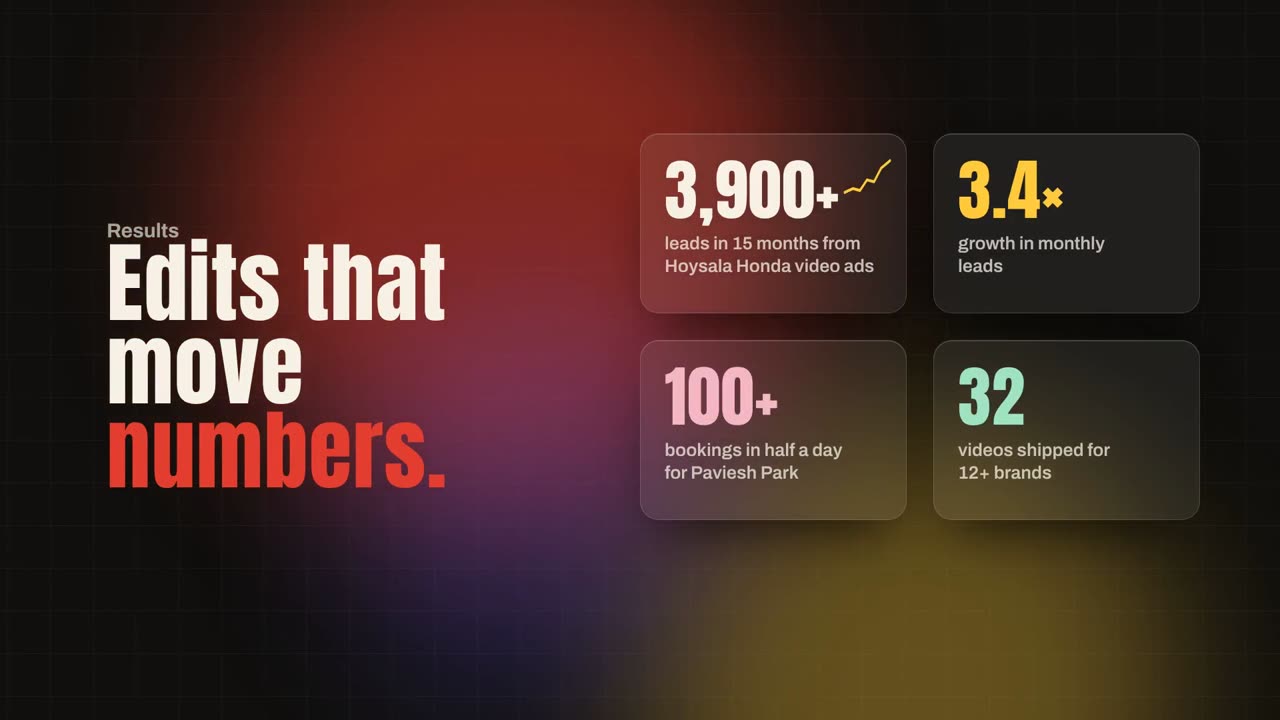 Results
Edits that
move
numbers.
3,900+
leads in 15 months from
Hoysala Honda video ads
3.4×
growth in monthly
leads
100+
bookings in half a day
for Paviesh Park
32
videos shipped for
12+ brands